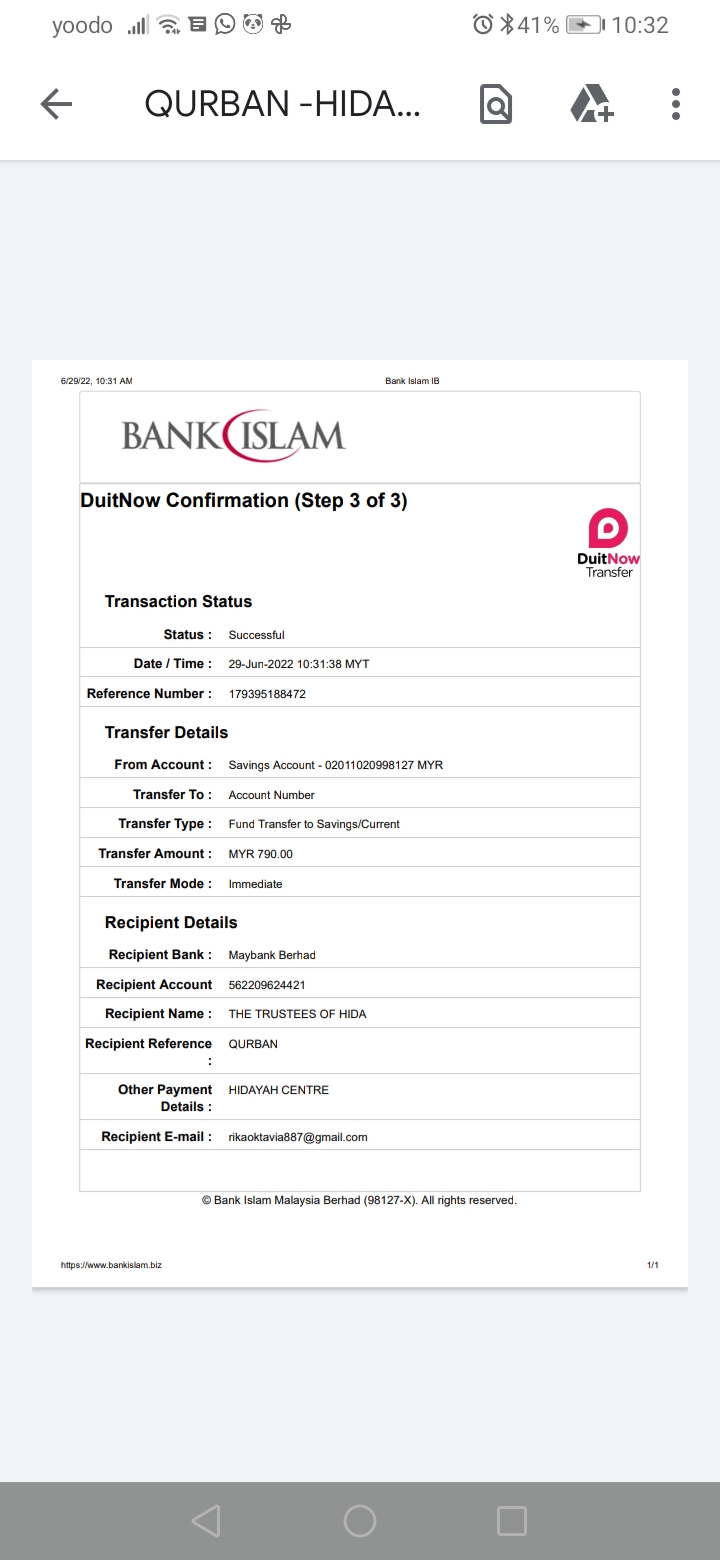 yoodo 41% 10:32
QURBAN -HIDA...
6/29/22, 10:31 AM Bank Islam IB
BANK ISLAM
DuitNow Confirmation (Step 3 of 3)
DuitNow
Transfer
Transaction Status
Status : Successful
Date / Time : 29-Jun-2022 10:31:38 MYT
Reference Number : 179395188472
Transfer Details
From Account : Savings Account - 02011020998127 MYR
Transfer To : Account Number
Transfer Type : Fund Transfer to Savings/Current
Transfer Amount : MYR 790.00
Transfer Mode : Immediate
Recipient Details
Recipient Bank : Maybank Berhad
Recipient Account 562209624421
Recipient Name : THE TRUSTEES OF HIDA
Recipient Reference QURBAN
:
Other Payment HIDAYAH CENTRE
Details :
Recipient E-mail : rikaoktavia887@gmail.com
© Bank Islam Malaysia Berhad (98127-X). All rights reserved.
https://www.bankislam.biz 1/1